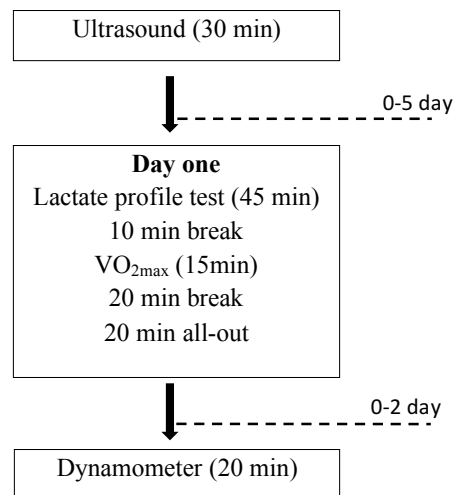 Ultrasound (30 min)
0-5 day
Day one
Lactate profile test (45 min)
10 min break
VO2max (15min)
20 min break
20 min all-out
0-2 day
Dynamometer (20 min)